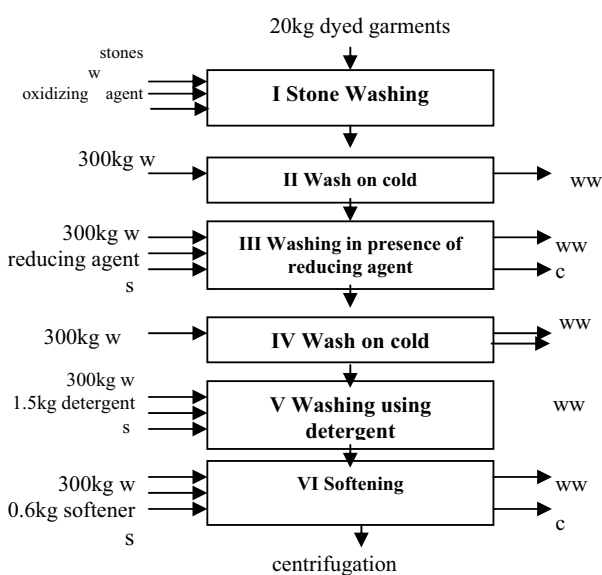 20kg dyed garments
stones
w
oxidizing agent
I Stone Washing
300kg w
II Wash on cold
ww
300kg w
reducing agent
s
III Washing in presence of
reducing agent
ww
c
300kg w
IV Wash on cold
ww
300kg w
1.5kg detergent
s
V Washing using
detergent
ww
300kg w
0.6kg softener
s
VI Softening
ww
c
centrifugation